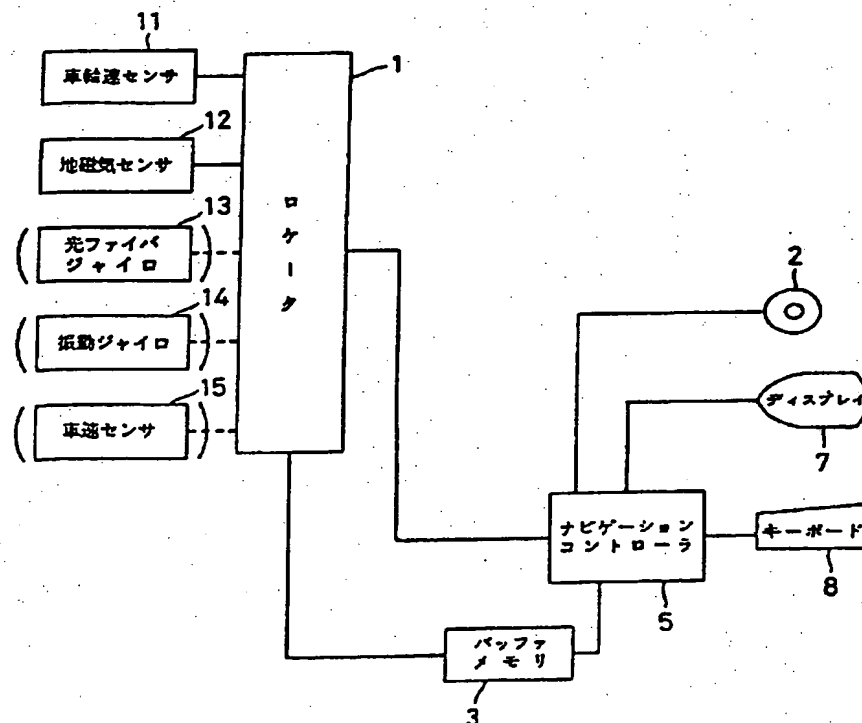 11
車輪速センサ
1
12
地磁気センサ
13
光ファイバ
ジャイロ
ロケータ
14
振動ジャイロ
15
車速センサ
2
ディスプレイ
7
ナビゲーション
コントローラ
5
キーボード
8
バッファ
メモリ
3